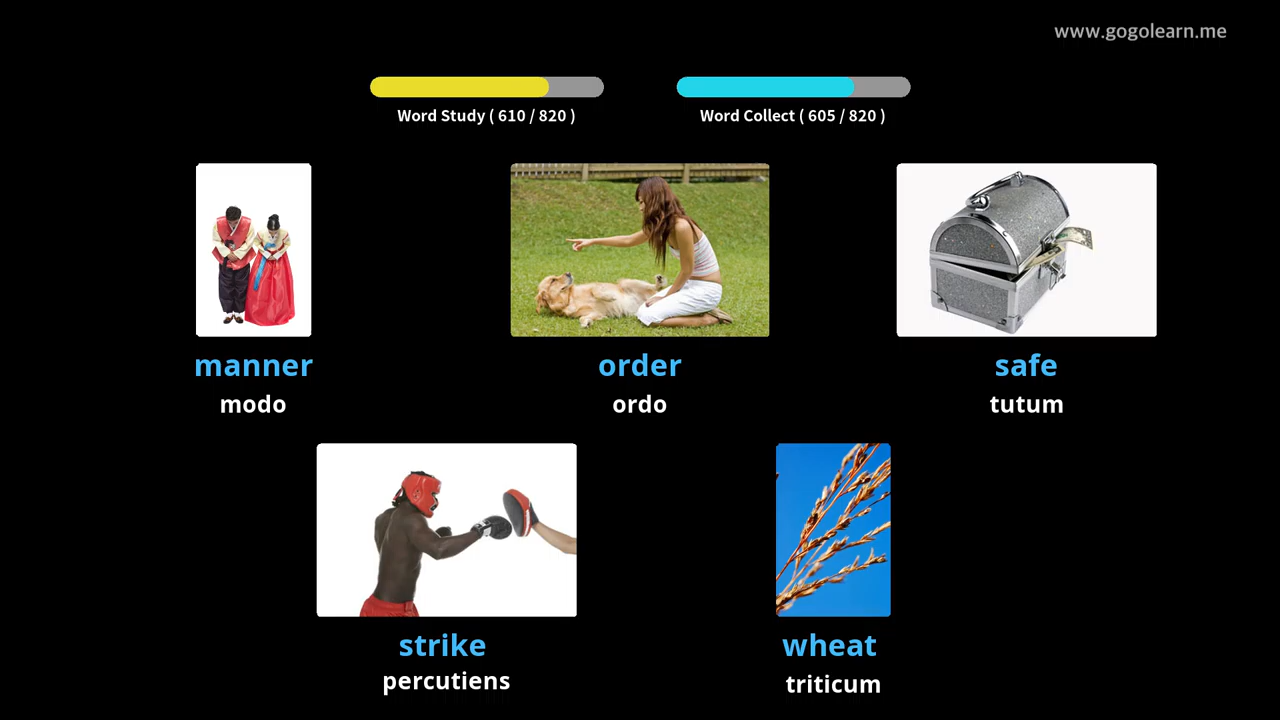 www.gogolearn.me
Word Study ( 610 / 820 )
Word Collect ( 605 / 820 )
manner
modo
order
ordo
safe
tutum
strike
percutiens
wheat
triticum